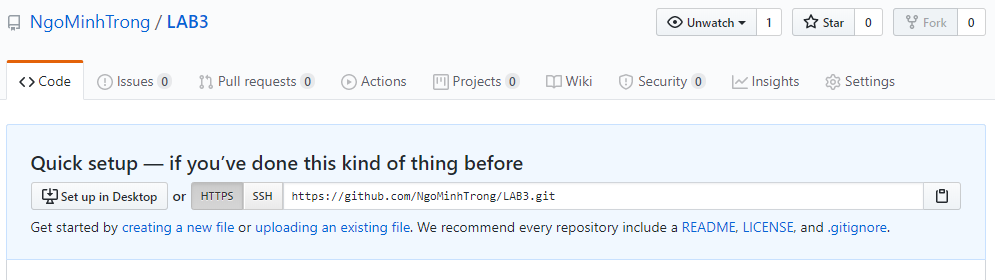 NgoMinhTrong / LAB3 Unwatch 1 Star 0 Fork 0
Code Issues 0 Pull requests 0 Actions Projects 0 Wiki Security 0 Insights Settings
Quick setup — if you’ve done this kind of thing before
Set up in Desktop or HTTPS SSH https://github.com/NgoMinhTrong/LAB3.git
Get started by creating a new file or uploading an existing file. We recommend every repository include a README, LICENSE, and .gitignore.